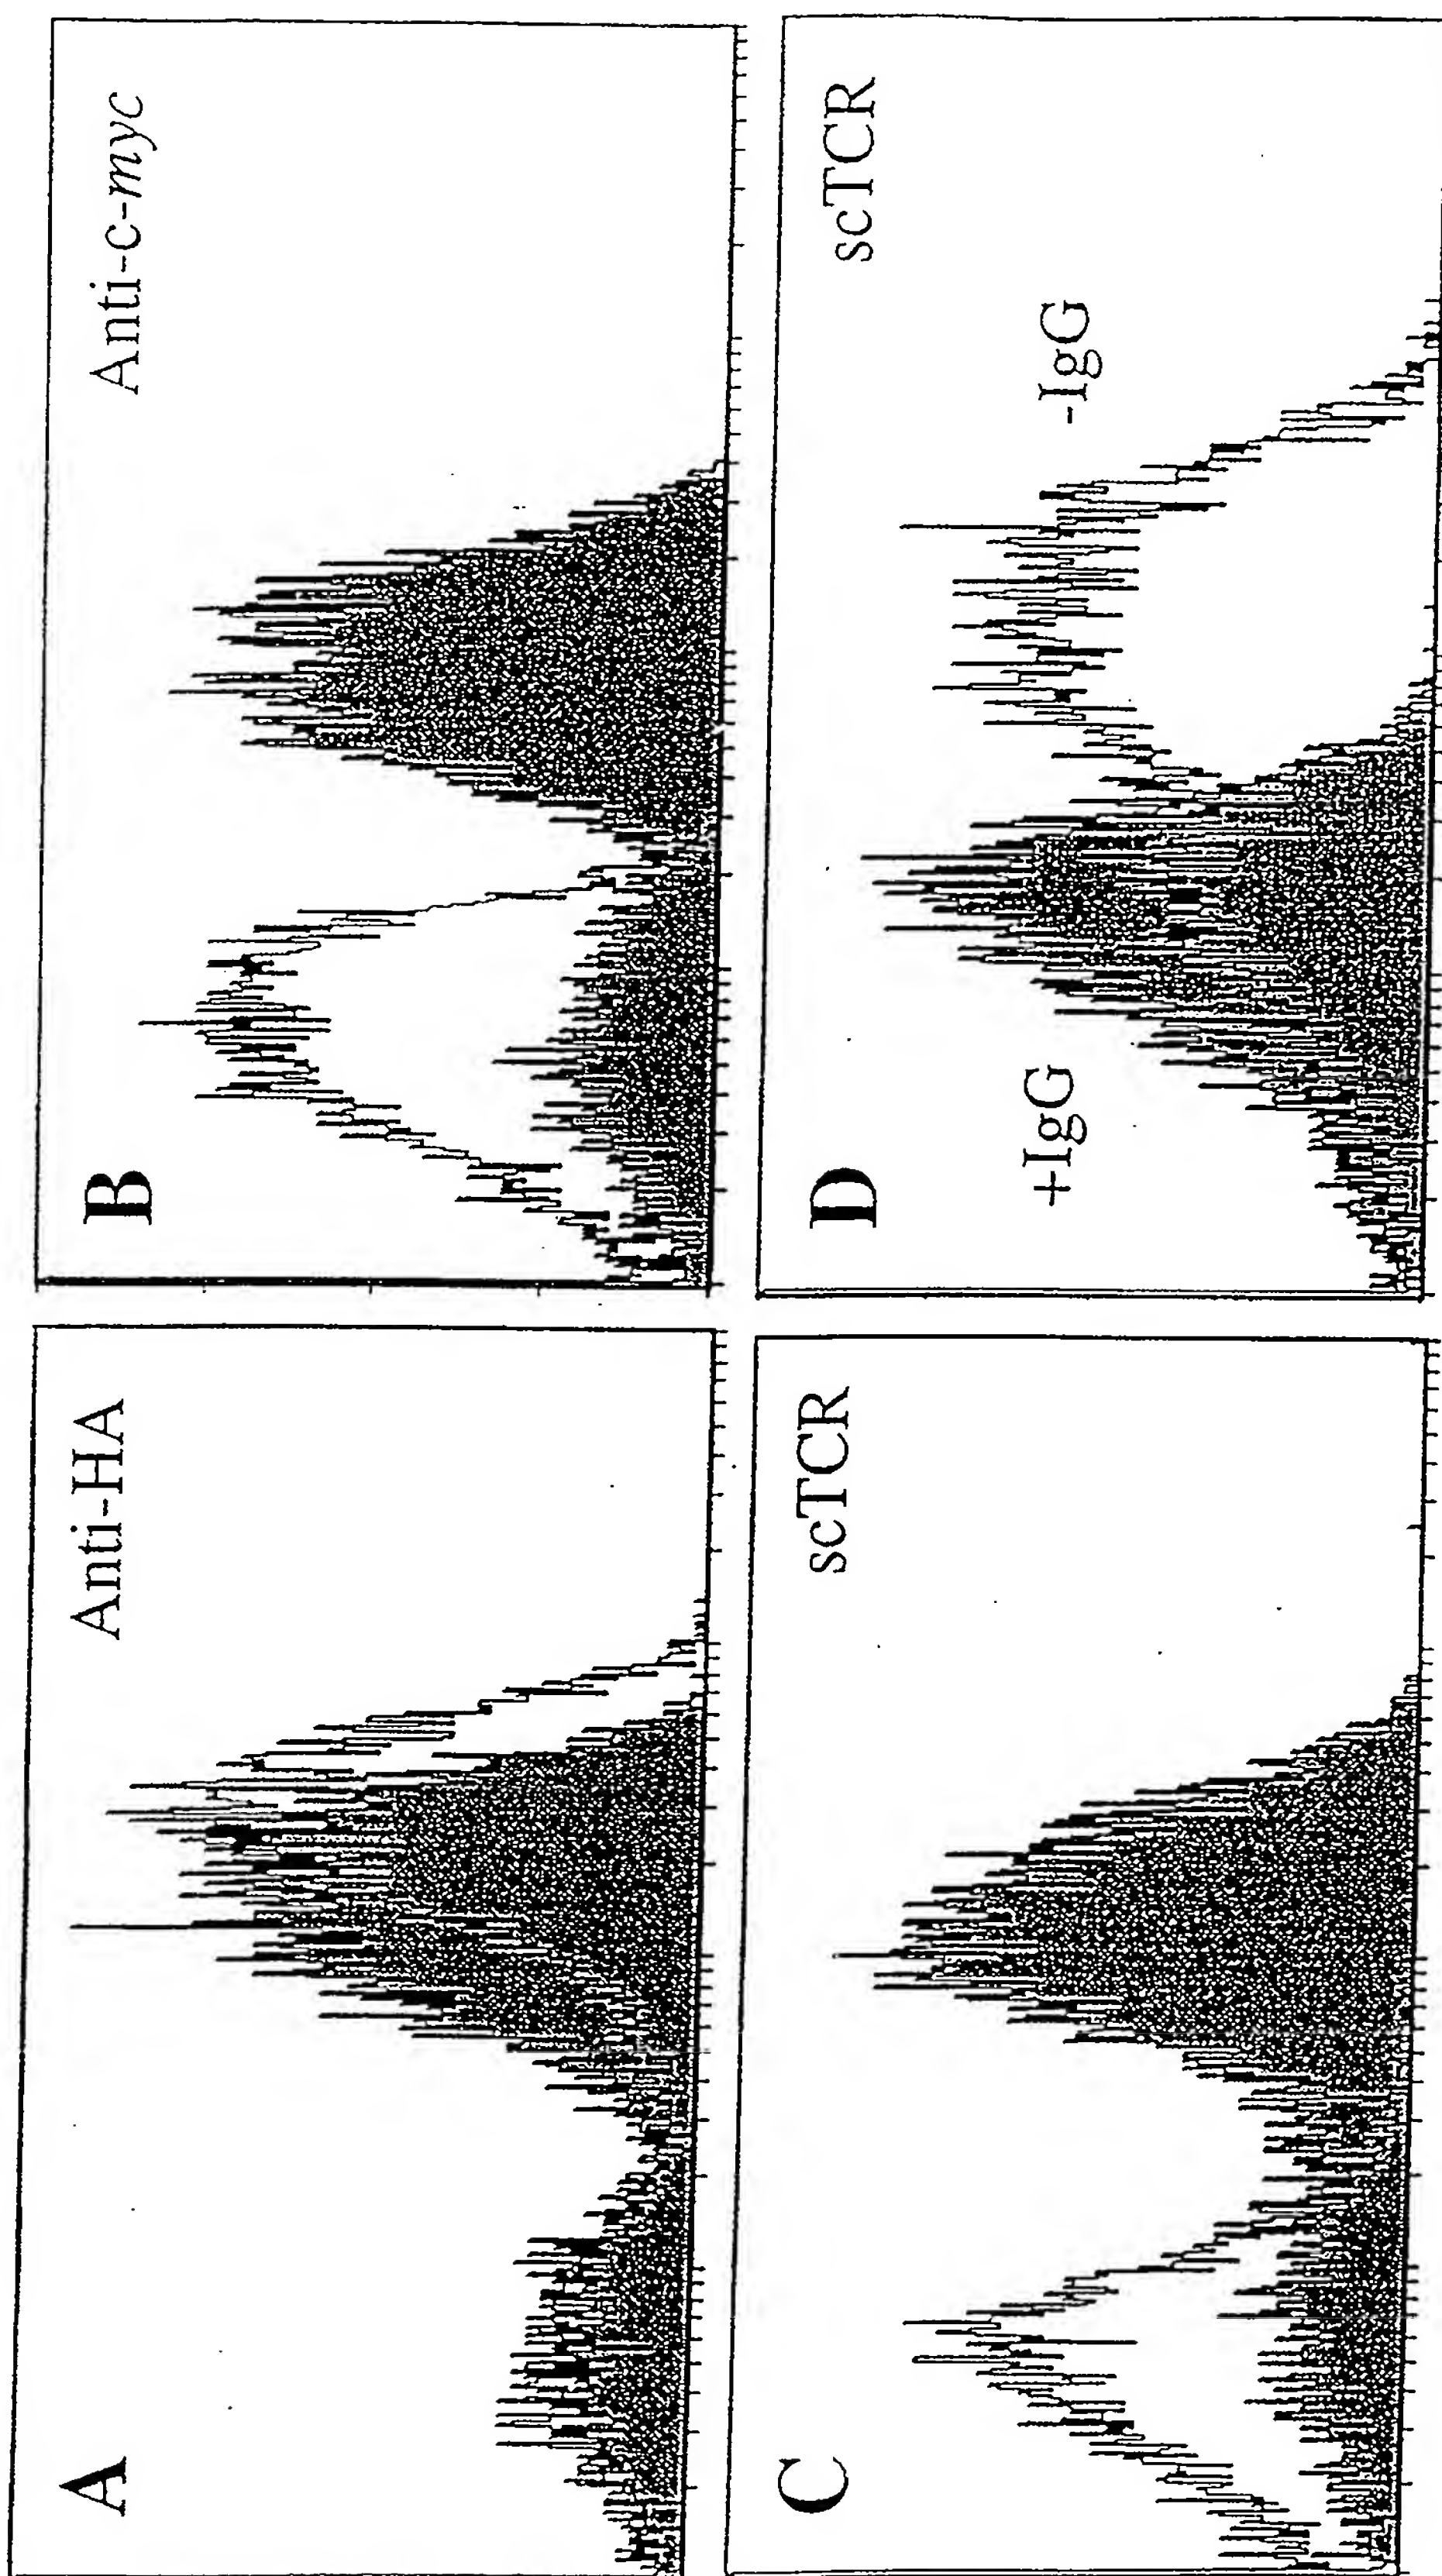 A
Anti-HA
B
Anti-c-myc
C
scTCR
D
scTCR
+IgG
-IgG